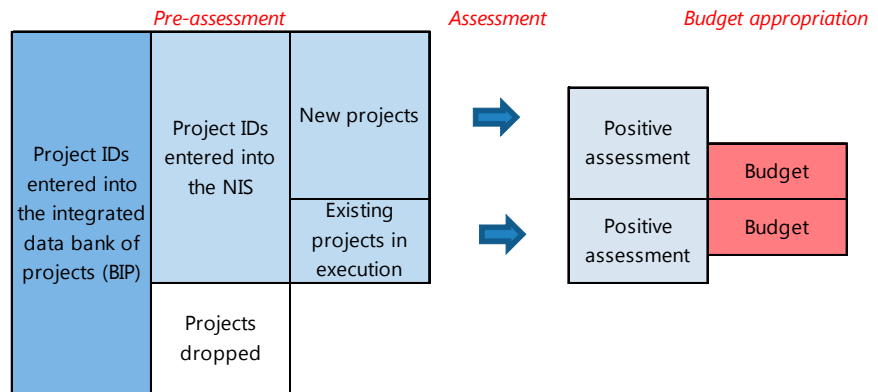 Pre-assessment
Assessment
Budget appropriation
Project IDs
entered into
the integrated
data bank of
projects (BIP)
Project IDs
entered into
the NIS
New projects
Existing
projects in
execution
Projects
dropped
Positive
assessment
Budget
Positive
assessment
Budget